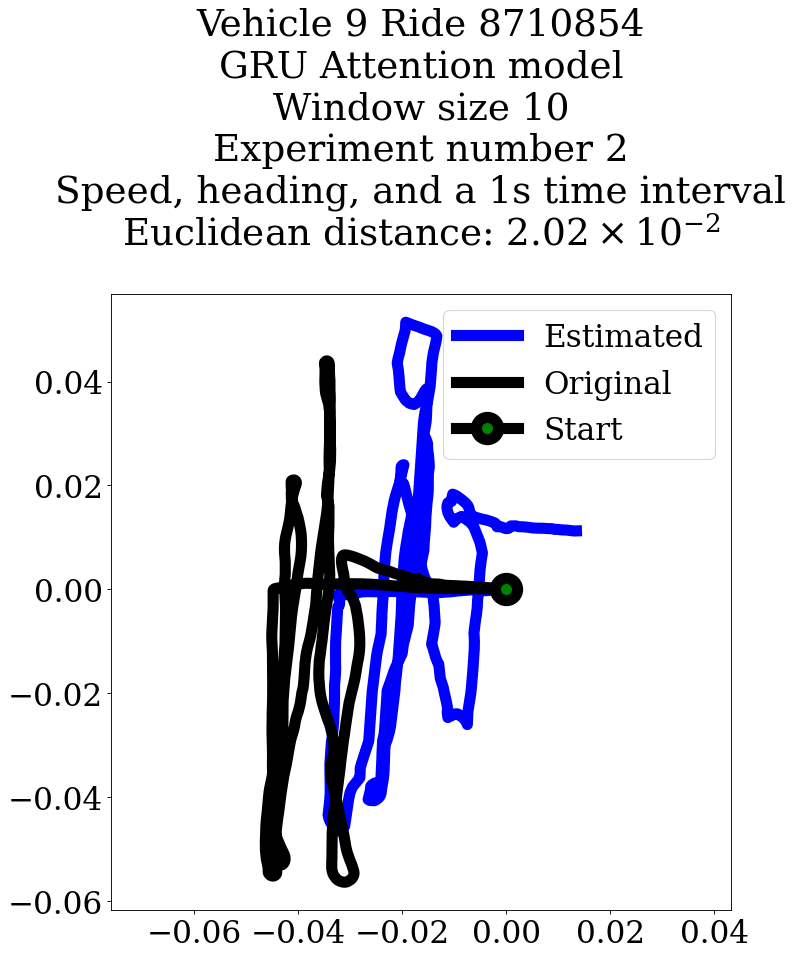 Vehicle 9 Ride 8710854
GRU Attention model
Window size 10
Experiment number 2
Speed, heading, and a 1s time interval
Euclidean distance: 2.02 × 10⁻²
Estimated
Original
Start
0.04
0.02
0.00
−0.02
−0.04
−0.06
−0.06 −0.04 −0.02 0.00 0.02 0.04